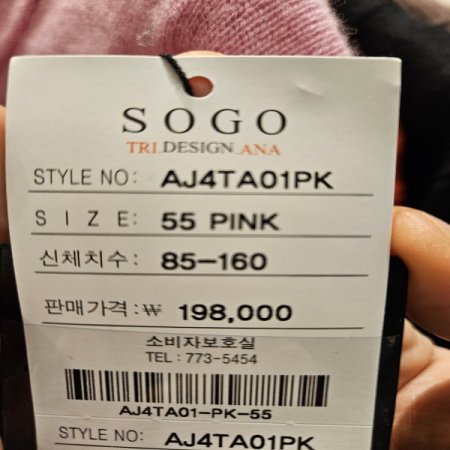 SOGO
TRI.DESIGN.ANA
STYLE NO: AJ4TA01PK
SIZE: 55 PINK
신체치수: 85-160
판매가격:₩ 198,000
소비자보호실
TEL : 773-5454
AJ4TA01-PK-55
STYLE NO: AJ4TA01PK